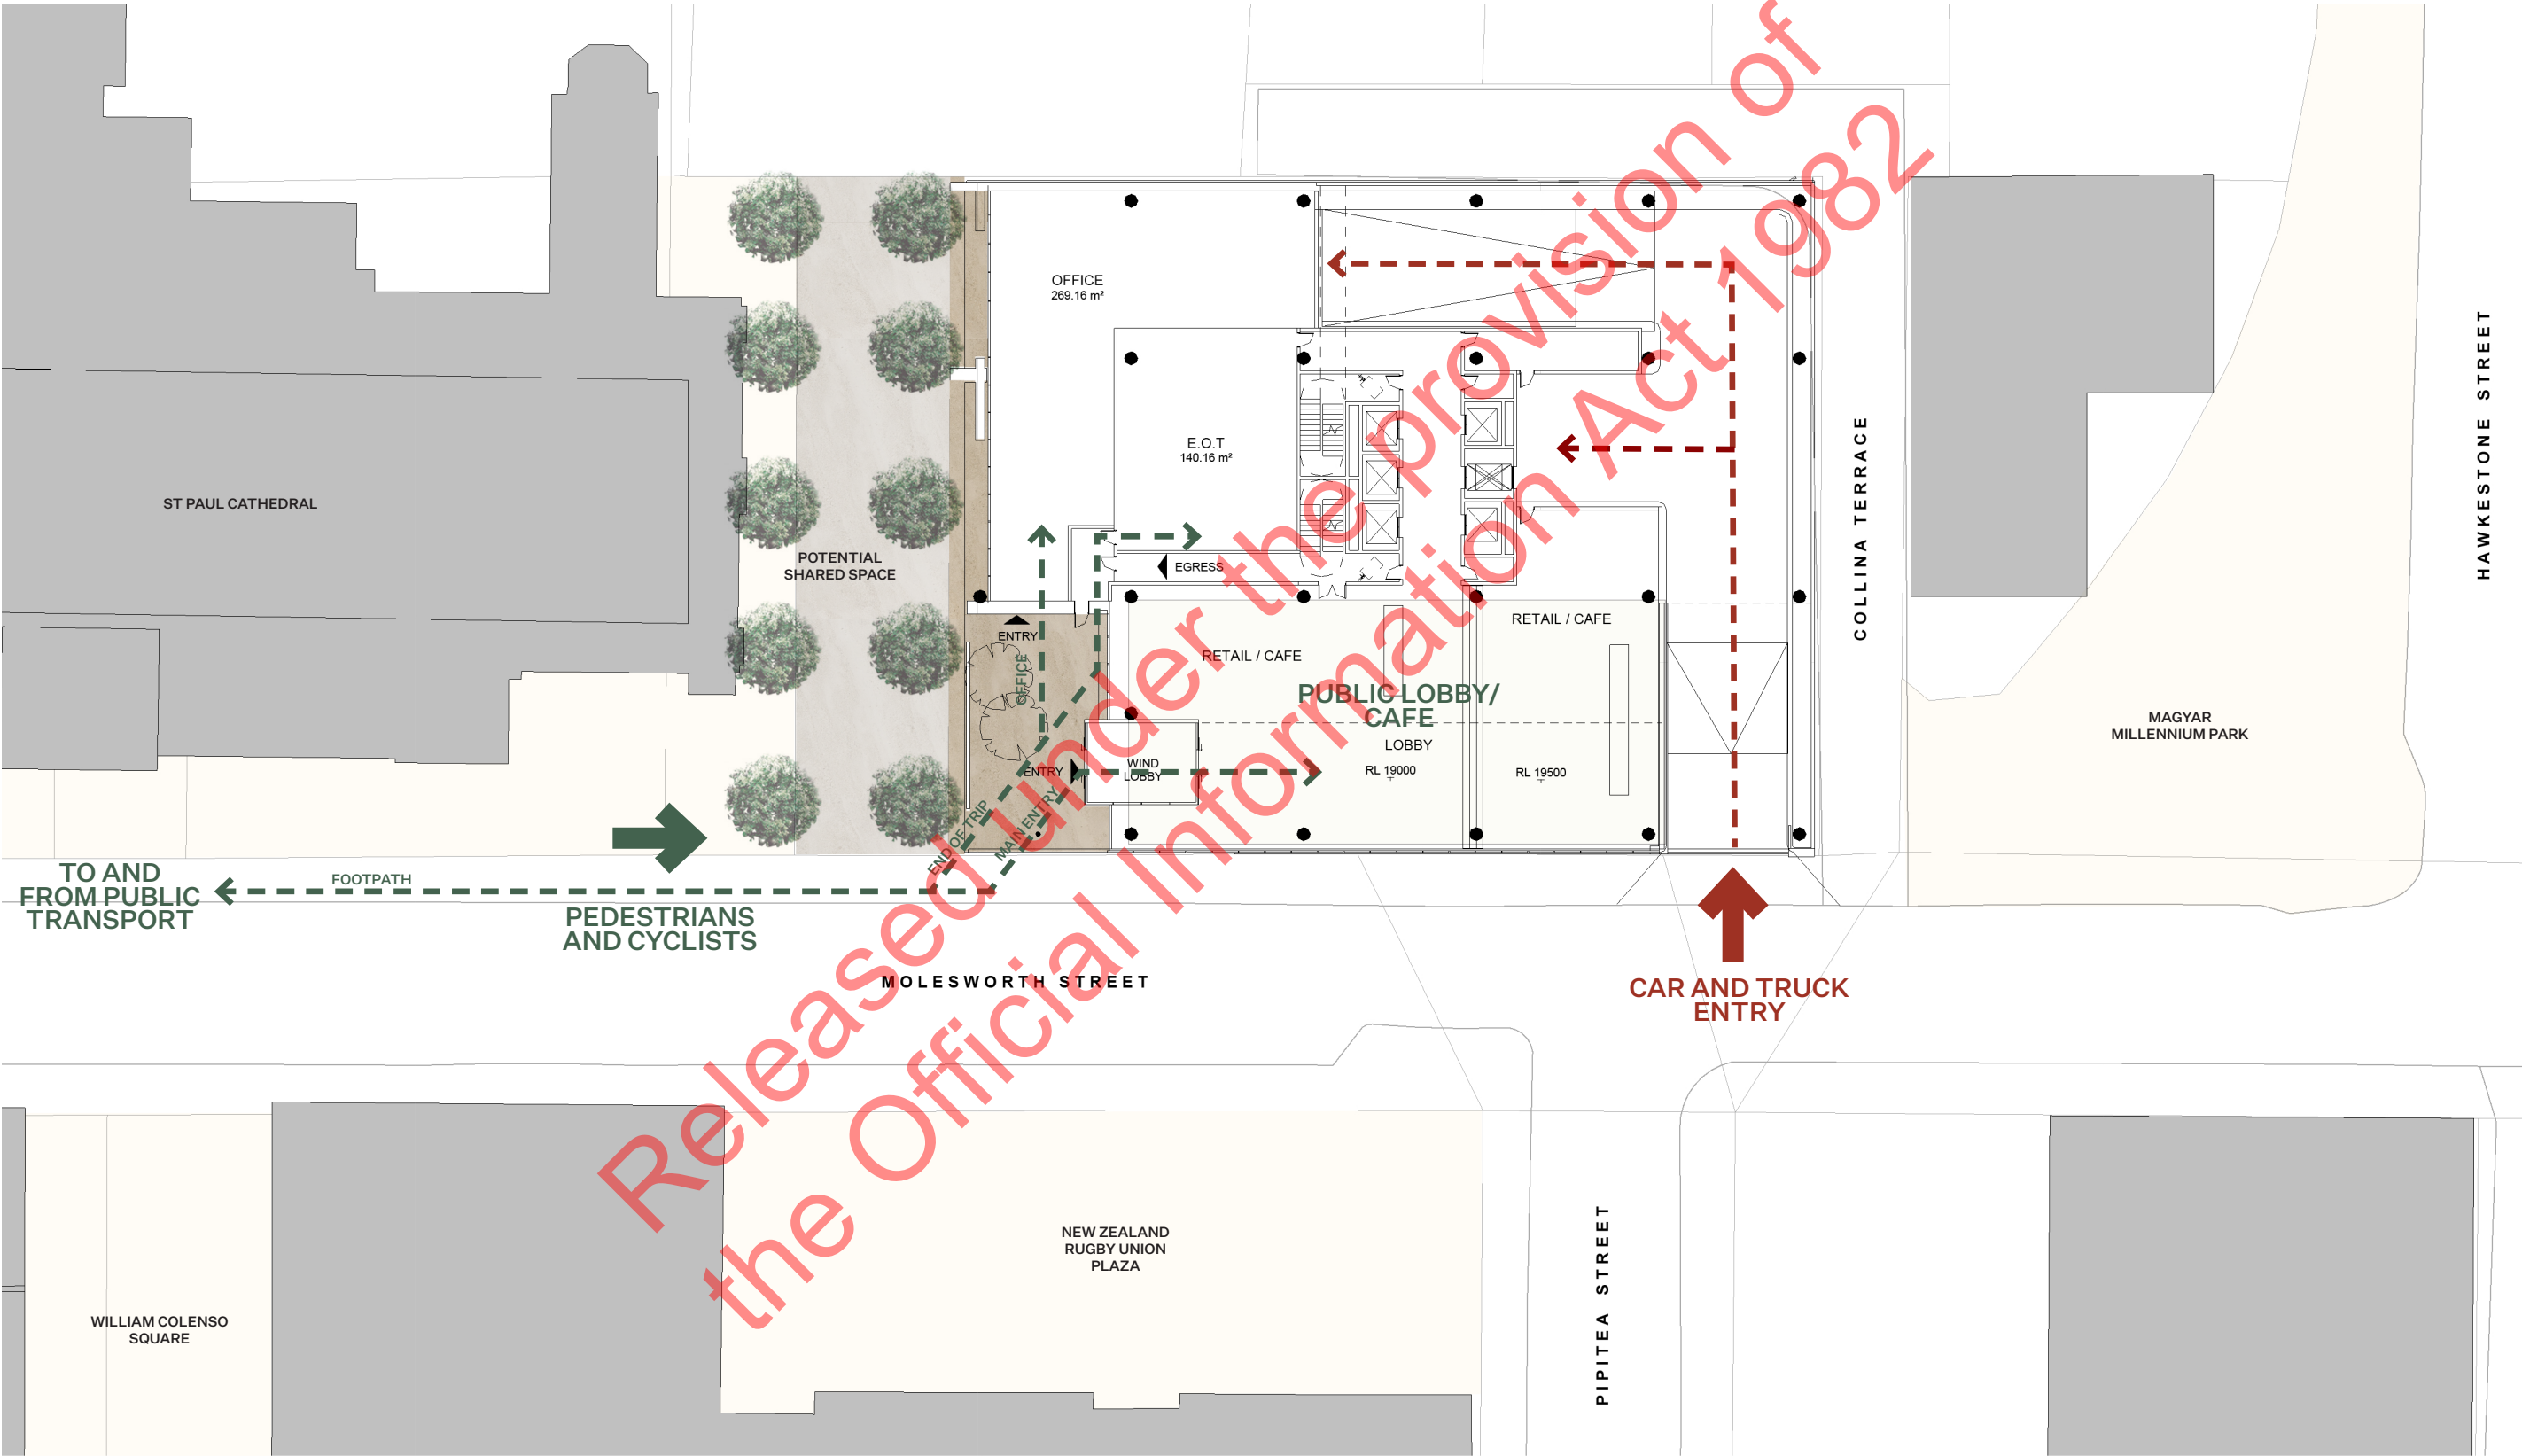 OFFICE
269.16 m²
E.O.T
140.16 m²
ST PAUL CATHEDRAL
POTENTIAL
SHARED SPACE
EGRESS
ENTRY
OFFICE
RETAIL / CAFE
RETAIL / CAFE
PUBLIC LOBBY/
CAFE
LOBBY
ENTRY
WIND
LOBBY
RL 19000
RL 19500
END OF TRIP
MAIN ENTRY
COLLINA TERRACE
HAWKESTONE STREET
MAGYAR
MILLENNIUM PARK
TO AND
FROM PUBLIC
TRANSPORT
FOOTPATH
PEDESTRIANS
AND CYCLISTS
MOLESWORTH STREET
CAR AND TRUCK
ENTRY
NEW ZEALAND
RUGBY UNION
PLAZA
WILLIAM COLENSO
SQUARE
PIPITEA STREET
Released under the provision of
the Official Information Act 1982